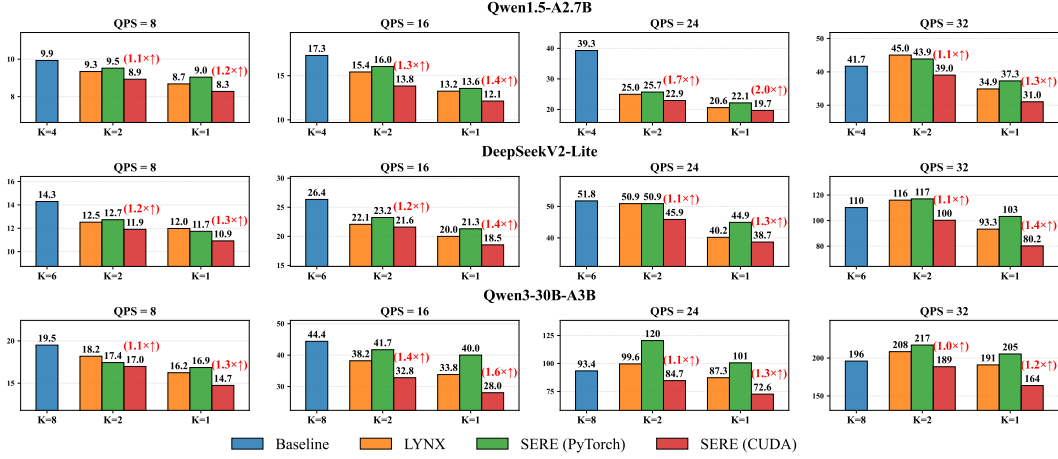 Qwen1.5-A2.7B
QPS = 8
10
8
9.9
9.3
9.5
(1.1×↑)
8.9
8.7
9.0
(1.2×↑)
8.3
K=4
K=2
K=1
QPS = 16
15
10
17.3
15.4
16.0
(1.3×↑)
13.8
13.2
13.6
(1.4×↑)
12.1
K=4
K=2
K=1
QPS = 24
40
30
20
39.3
25.0
25.7
(1.7×↑)
22.9
20.6
22.1
(2.0×↑)
19.7
K=4
K=2
K=1
QPS = 32
50
40
30
41.7
45.0
43.9
(1.1×↑)
39.0
34.9
37.3
(1.3×↑)
31.0
K=4
K=2
K=1
DeepSeekV2-Lite
QPS = 8
16
14
12
10
14.3
12.5
12.7
(1.2×↑)
11.9
12.0
11.7
(1.3×↑)
10.9
K=6
K=2
K=1
QPS = 16
30
25
20
15
26.4
22.1
23.2
(1.2×↑)
21.6
20.0
21.3
(1.4×↑)
18.5
K=6
K=2
K=1
QPS = 24
40
51.8
50.9
50.9
(1.1×↑)
45.9
40.2
44.9
(1.3×↑)
38.7
K=6
K=2
K=1
QPS = 32
120
100
80
110
116
117
(1.1×↑)
100
93.3
103
(1.4×↑)
80.2
K=6
K=2
K=1
Qwen3-30B-A3B
QPS = 8
20
15
19.5
18.2
17.4
(1.1×↑)
17.0
16.2
16.9
(1.3×↑)
14.7
K=8
K=2
K=1
QPS = 16
50
40
30
44.4
38.2
41.7
(1.4×↑)
32.8
33.8
40.0
(1.6×↑)
28.0
K=8
K=2
K=1
QPS = 24
125
100
75
93.4
99.6
120
(1.1×↑)
84.7
87.3
101
(1.3×↑)
72.6
K=8
K=2
K=1
QPS = 32
200
150
196
208
217
(1.0×↑)
189
191
205
(1.2×↑)
164
K=8
K=2
K=1
Baseline
LYNX
SERE (PyTorch)
SERE (CUDA)